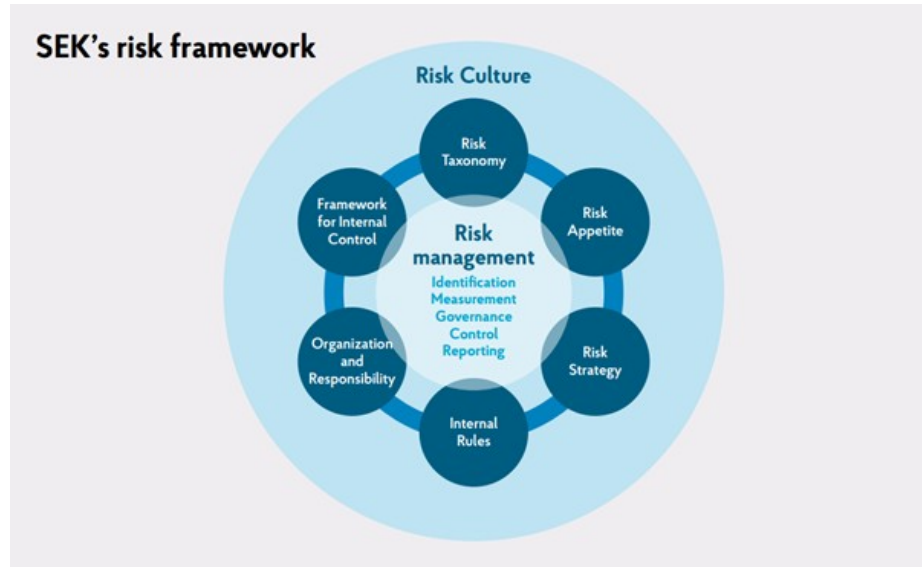 SEK's risk framework
Risk Culture
Risk
Taxonomy
Framework
for Internal
Control
Risk
Appetite
Risk
management
Identification
Measurement
Governance
Control
Reporting
Organization
and
Responsibility
Risk
Strategy
Internal
Rules